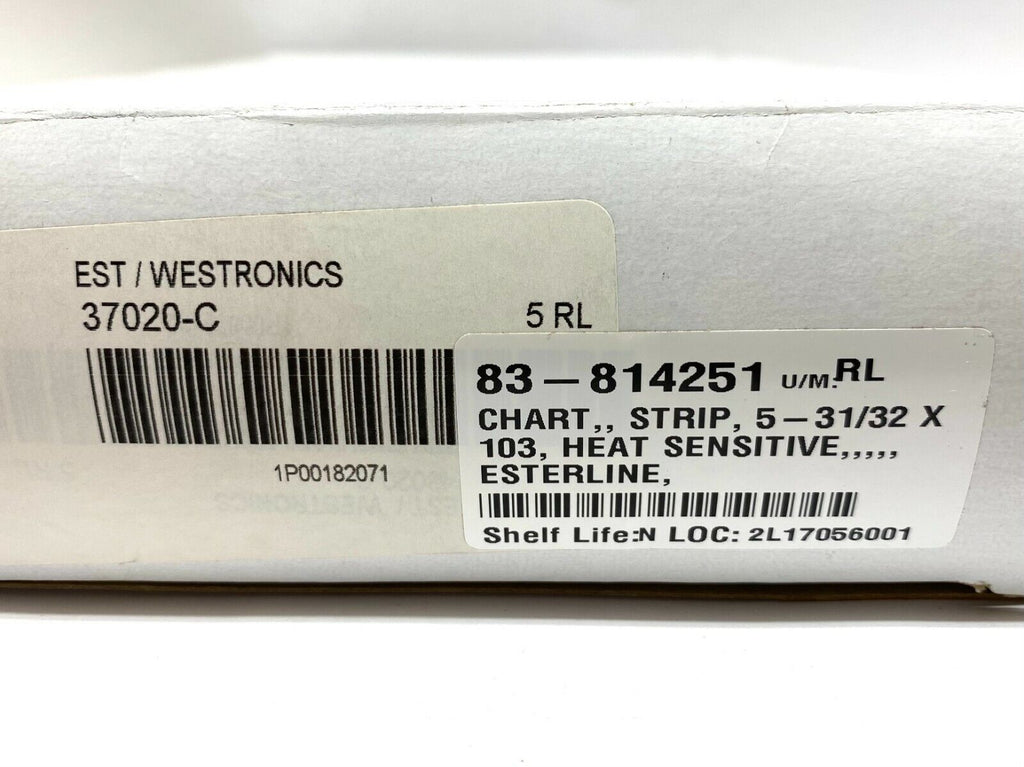 EST / WESTRONICS
37020-C
5 RL
1P00182071
83-814251 U/M:RL
CHART,, STRIP, 5-31/32 X
103, HEAT SENSITIVE,,,,,
ESTERLINE,
Shelf Life:N LOC: 2L17056001